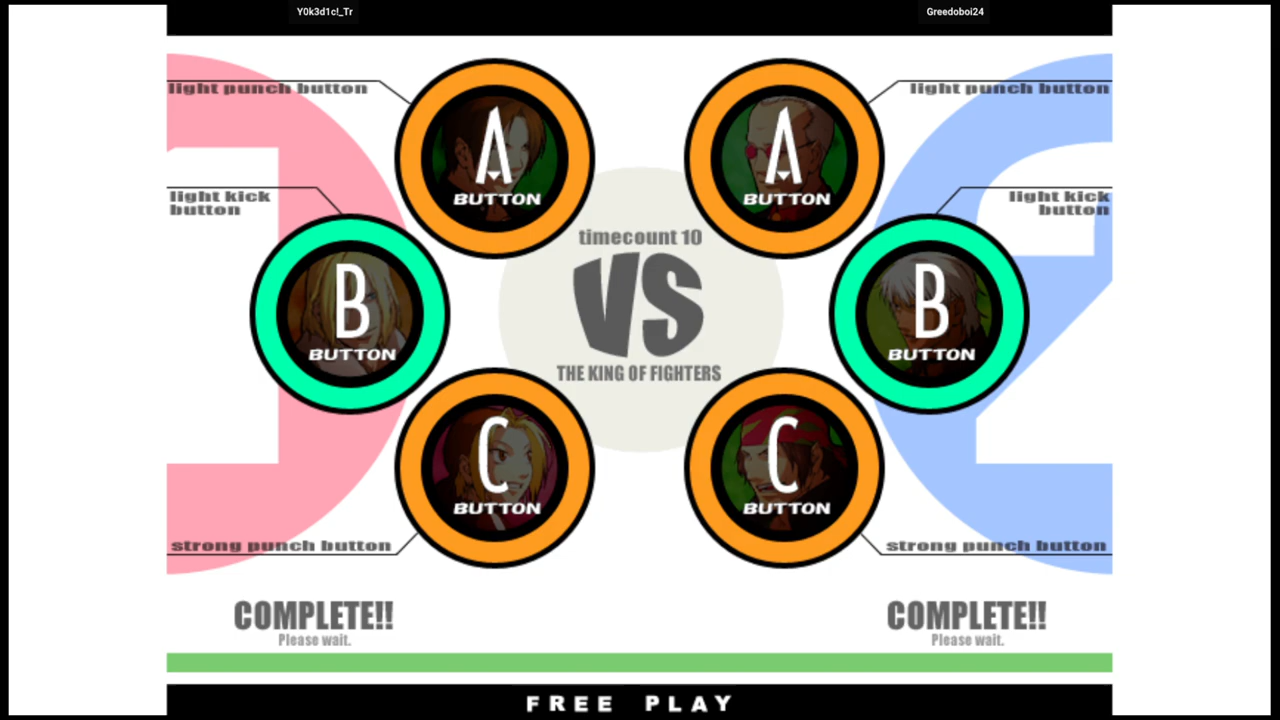 Y0k3d1c!_Tr
Greedoboi24
light punch button
light punch button
A
BUTTON
A
BUTTON
light kick
button
light kick
button
timecount 10
VS
THE KING OF FIGHTERS
B
BUTTON
B
BUTTON
C
BUTTON
C
BUTTON
strong punch button
strong punch button
COMPLETE!!
Please wait.
COMPLETE!!
Please wait.
FREE PLAY
1
2